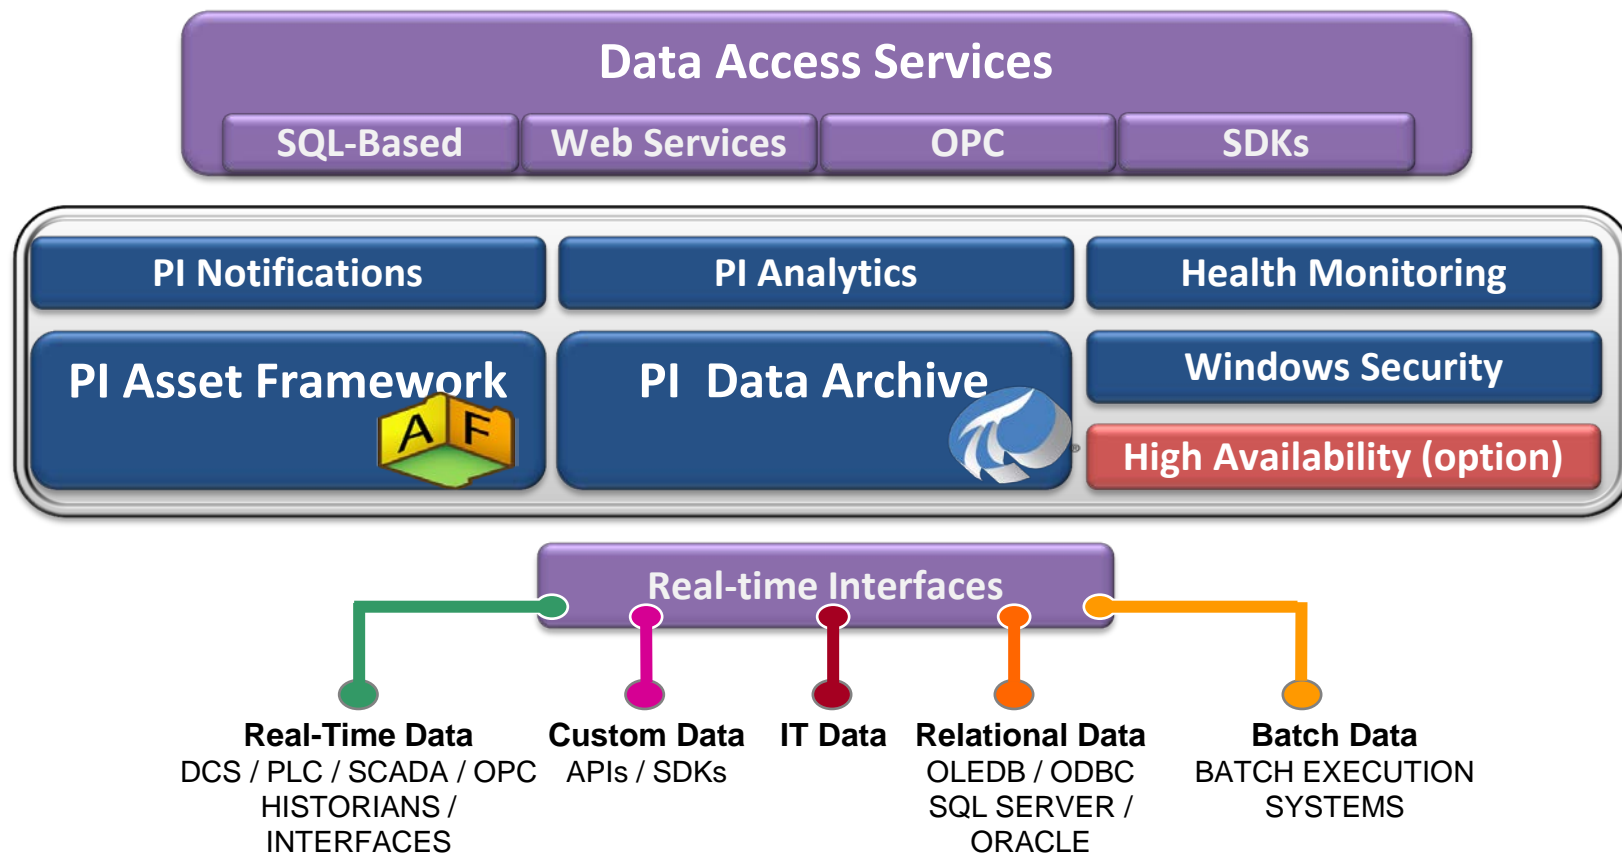 Data Access Services
SQL-Based Web Services OPC SDKs
PI Notifications PI Analytics Health Monitoring
PI Asset Framework PI Data Archive Windows Security
A F
®
High Availability (option)
Real-time Interfaces
Real-Time Data
DCS / PLC / SCADA / OPC
HISTORIANS /
INTERFACES
Custom Data
APIs / SDKs
IT Data
Relational Data
OLEDB / ODBC
SQL SERVER /
ORACLE
Batch Data
BATCH EXECUTION
SYSTEMS